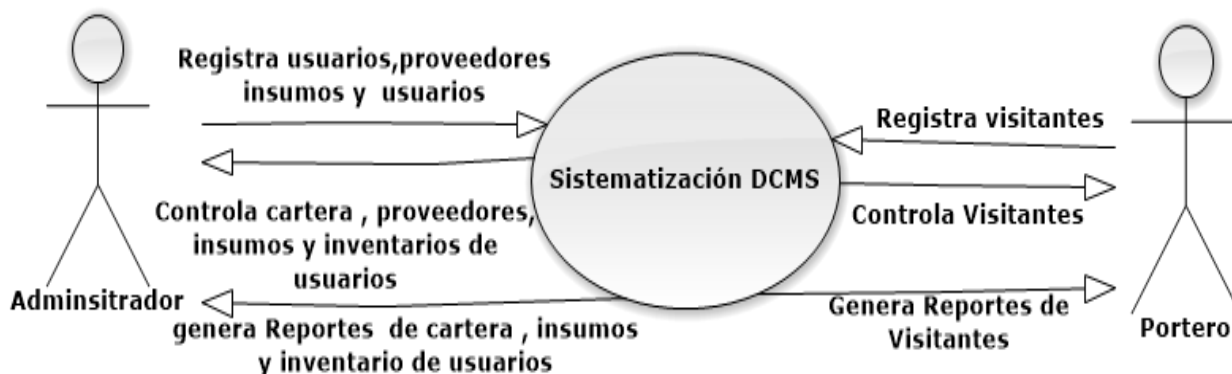 Registra usuarios,proveedores
insumos y usuarios
Registra visitantes
Sistematización DCMS
Controla cartera , proveedores,
insumos y inventarios de
usuarios
Controla Visitantes
Adminsitrador
genera Reportes de cartera , insumos
y inventario de usuarios
Genera Reportes de
Visitantes
Portero